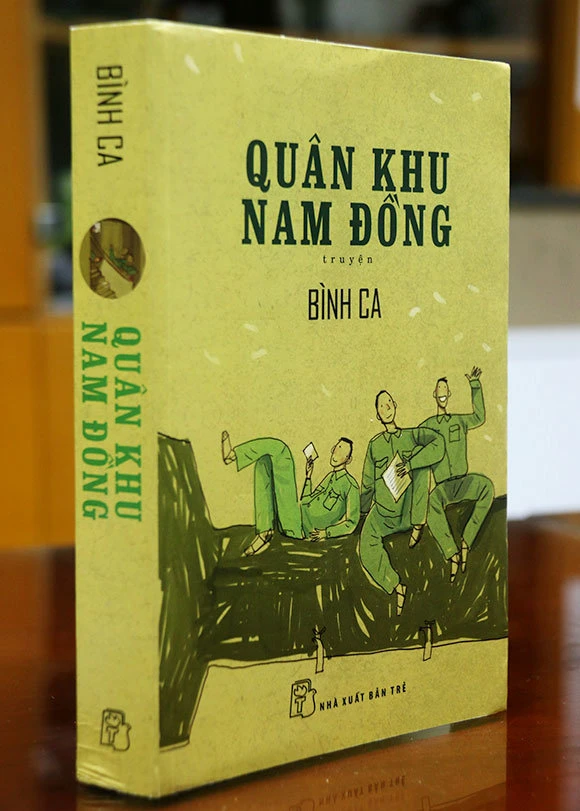 BÌNH CA
QUÂN KHU
NAM ĐỒNG
QUÂN KHU
NAM ĐỒNG
truyện
BÌNH CA
NHÀ XUẤT BẢN TRẺ